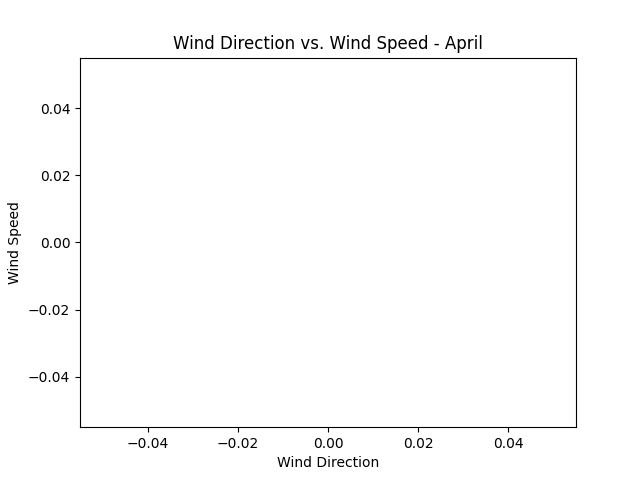 Wind Direction vs. Wind Speed - April
0.04
0.02
0.00
−0.02
−0.04
Wind Speed
−0.04 −0.02 0.00 0.02 0.04
Wind Direction